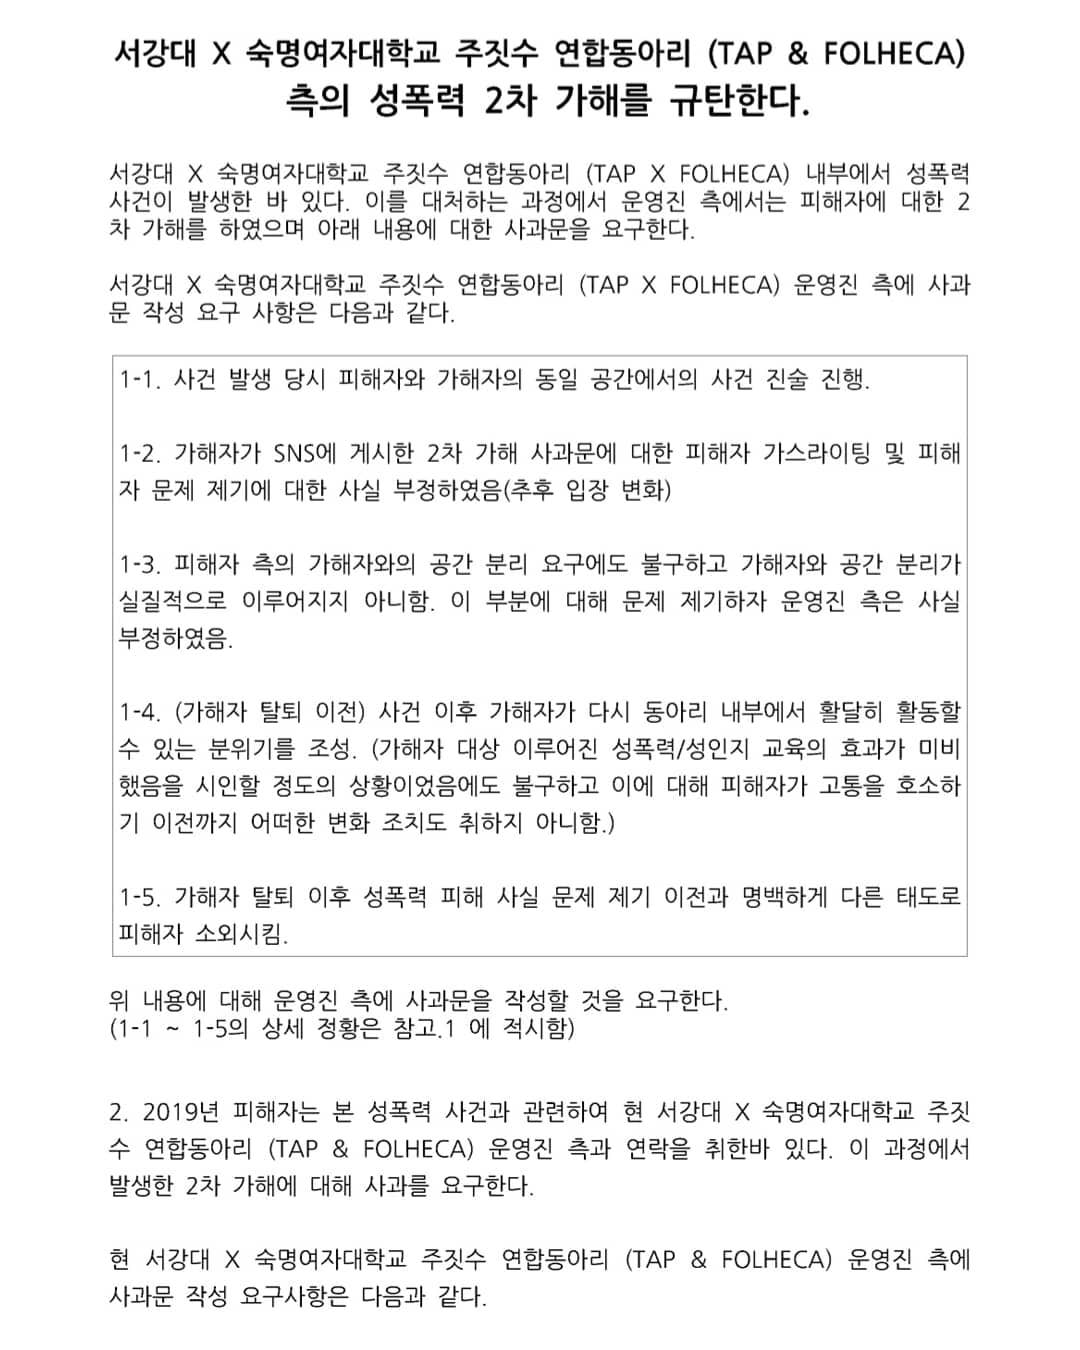 서강대 X 숙명여자대학교 주짓수 연합동아리 (TAP & FOLHECA)
측의 성폭력 2차 가해를 규탄한다.
서강대 X 숙명여자대학교 주짓수 연합동아리 (TAP X FOLHECA) 내부에서 성폭력
사건이 발생한 바 있다. 이를 대처하는 과정에서 운영진 측에서는 피해자에 대한 2
차 가해를 하였으며 아래 내용에 대한 사과문을 요구한다.
서강대 X 숙명여자대학교 주짓수 연합동아리 (TAP X FOLHECA) 운영진 측에 사과
문 작성 요구 사항은 다음과 같다.
1-1. 사건 발생 당시 피해자와 가해자의 동일 공간에서의 사건 진술 진행.
1-2. 가해자가 SNS에 게시한 2차 가해 사과문에 대한 피해자 가스라이팅 및 피해
자 문제 제기에 대한 사실 부정하였음(추후 입장 변화)
1-3. 피해자 측의 가해자와의 공간 분리 요구에도 불구하고 가해자와 공간 분리가
실질적으로 이루어지지 아니함. 이 부분에 대해 문제 제기하자 운영진 측은 사실
부정하였음.
1-4. (가해자 탈퇴 이전) 사건 이후 가해자가 다시 동아리 내부에서 활달히 활동할
수 있는 분위기를 조성. (가해자 대상 이루어진 성폭력/성인지 교육의 효과가 미비
했음을 시인할 정도의 상황이었음에도 불구하고 이에 대해 피해자가 고통을 호소하
기 이전까지 어떠한 변화 조치도 취하지 아니함.)
1-5. 가해자 탈퇴 이후 성폭력 피해 사실 문제 제기 이전과 명백하게 다른 태도로
피해자 소외시킴.
위 내용에 대해 운영진 측에 사과문을 작성할 것을 요구한다.
(1-1 ~ 1-5의 상세 정황은 참고.1 에 적시함)
2. 2019년 피해자는 본 성폭력 사건과 관련하여 현 서강대 X 숙명여자대학교 주짓
수 연합동아리 (TAP & FOLHECA) 운영진 측과 연락을 취한바 있다. 이 과정에서
발생한 2차 가해에 대해 사과를 요구한다.
현 서강대 X 숙명여자대학교 주짓수 연합동아리 (TAP & FOLHECA) 운영진 측에
사과문 작성 요구사항은 다음과 같다.